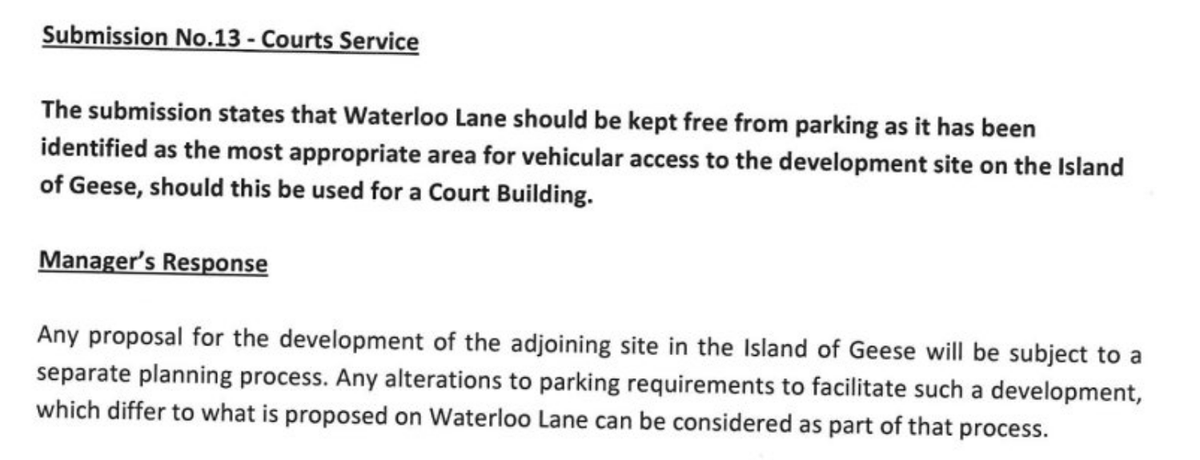 Submission No.13 - Courts Service
The submission states that Waterloo Lane should be kept free from parking as it has been
identified as the most appropriate area for vehicular access to the development site on the Island
of Geese, should this be used for a Court Building.
Manager's Response
Any proposal for the development of the adjoining site in the Island of Geese will be subject to a
separate planning process. Any alterations to parking requirements to facilitate such a development,
which differ to what is proposed on Waterloo Lane can be considered as part of that process.